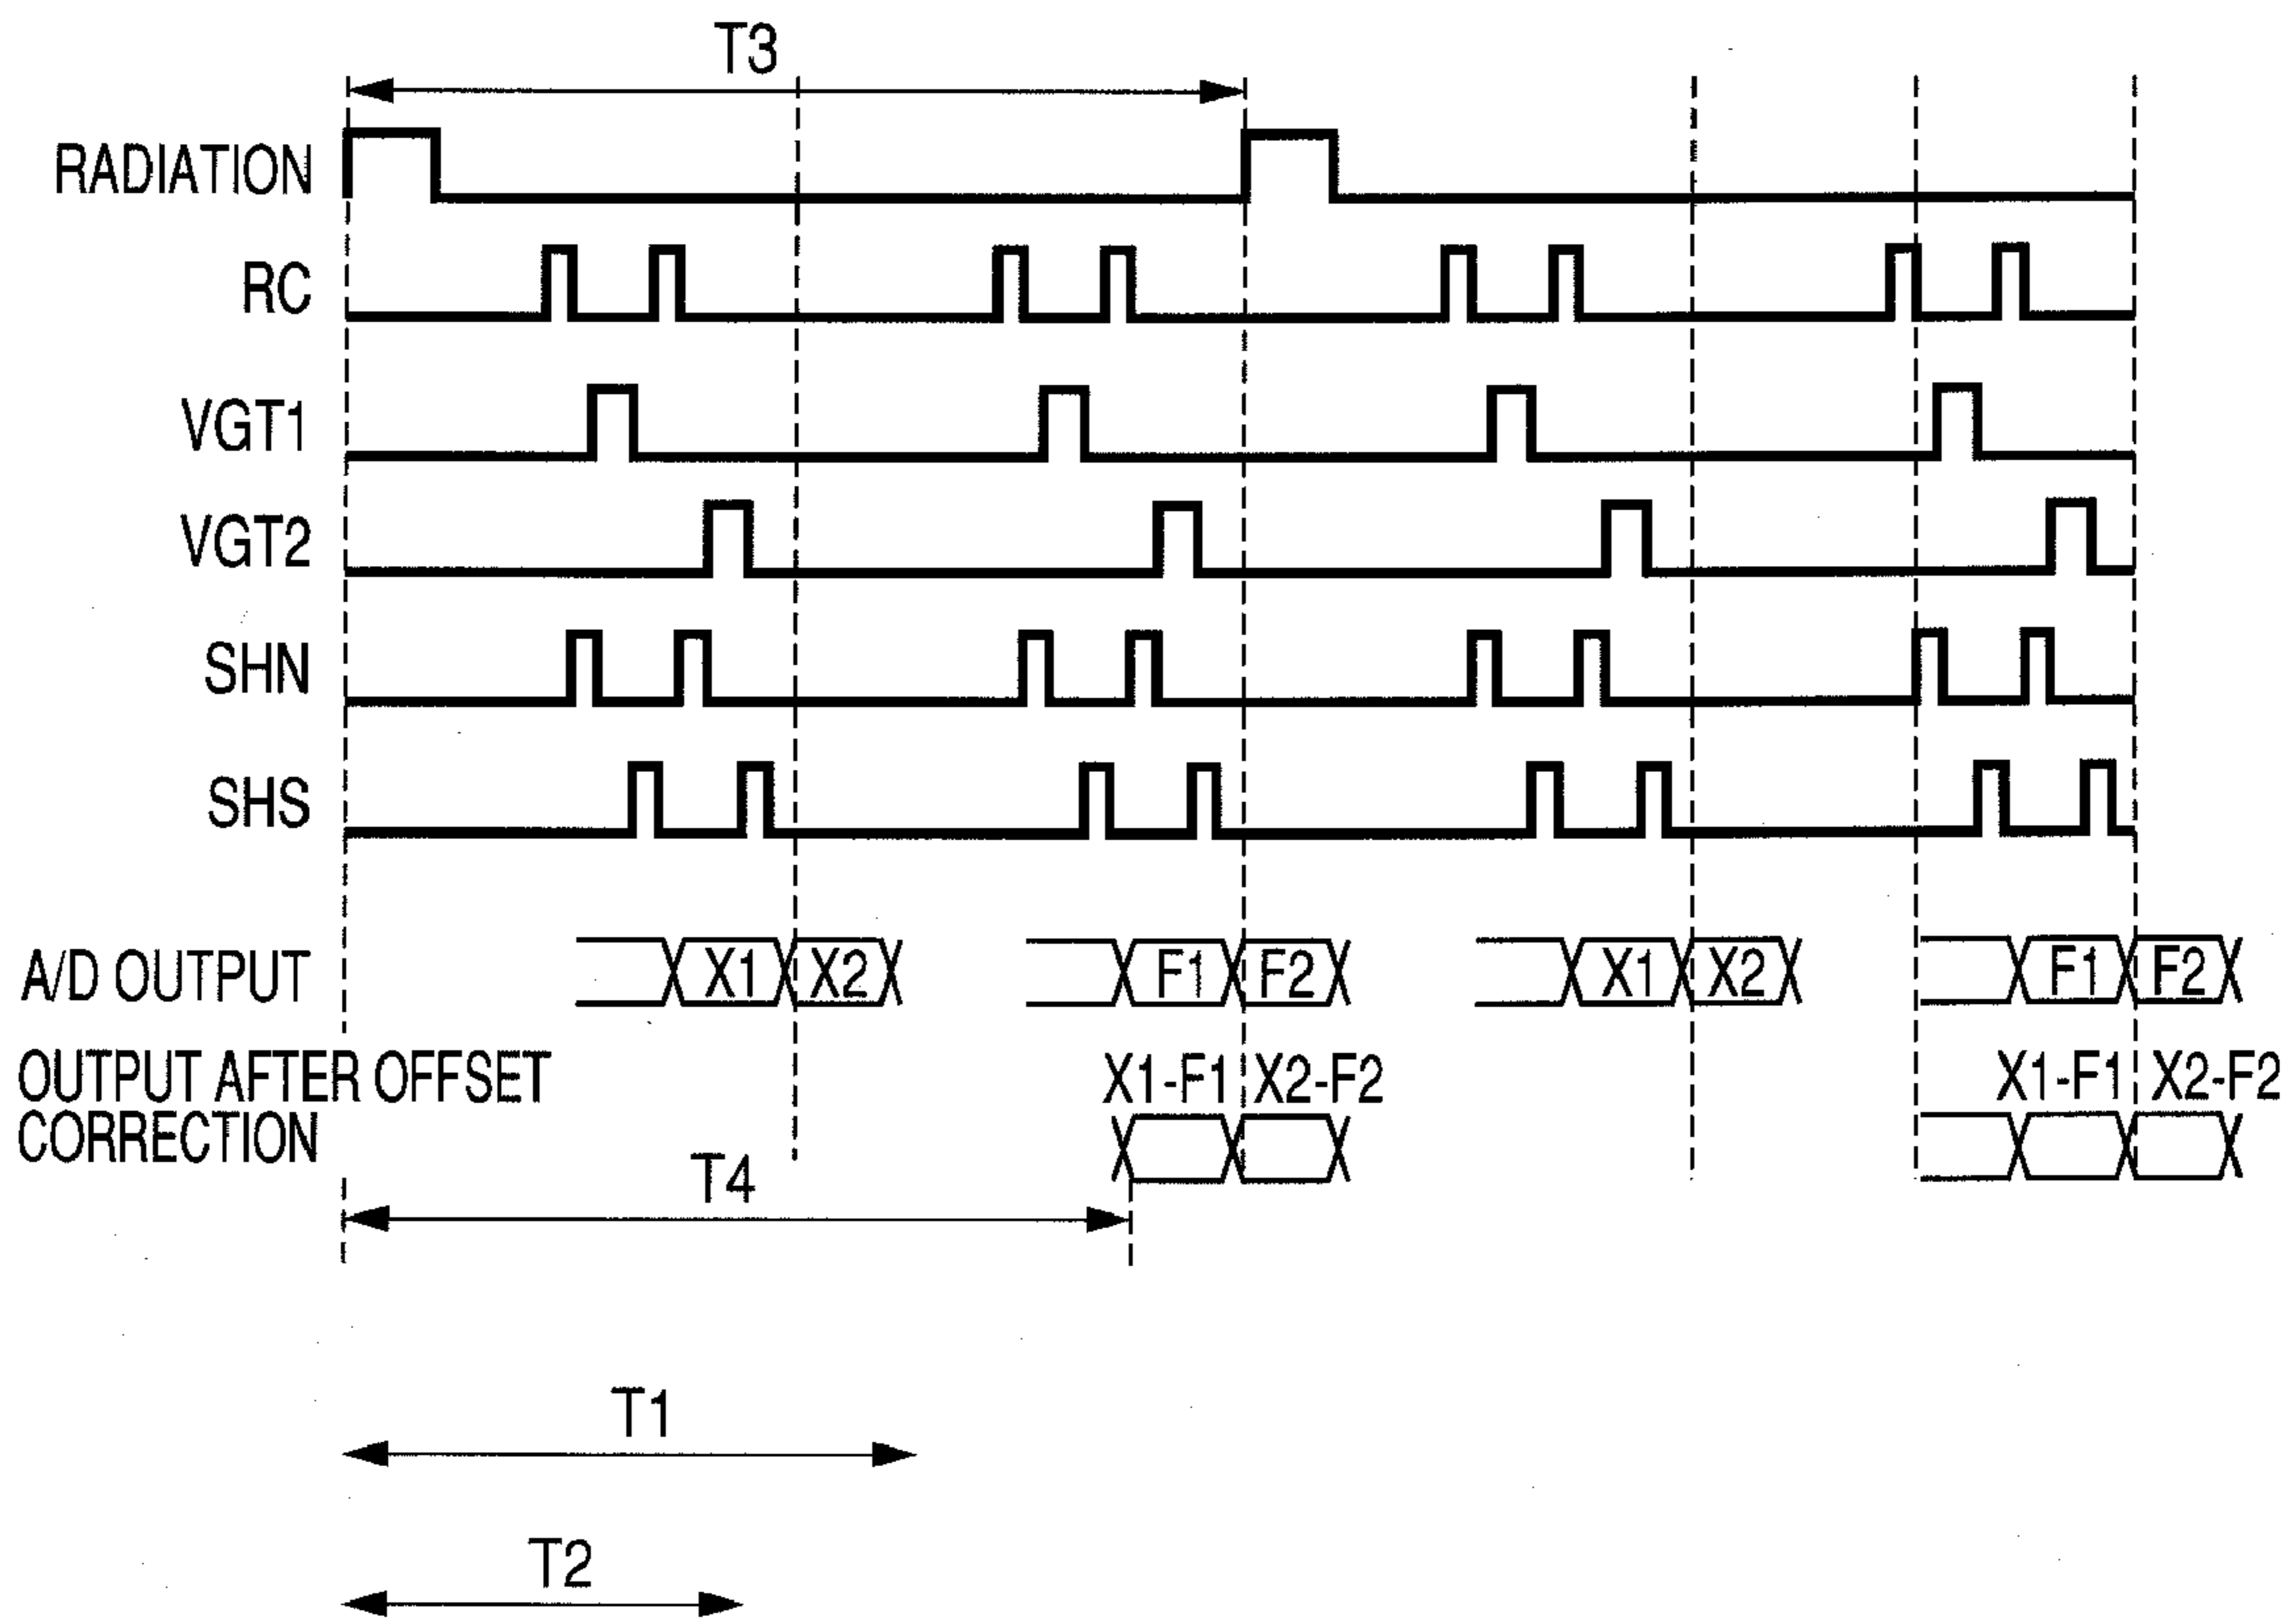 T3
RADIATION
RC
VGT1
VGT2
SHN
SHS
A/D OUTPUT X1 X2 F1 F2 X1 X2 F1 F2
OUTPUT AFTER OFFSET X1-F1 X2-F2 X1-F1 X2-F2
CORRECTION
T4
T1
T2